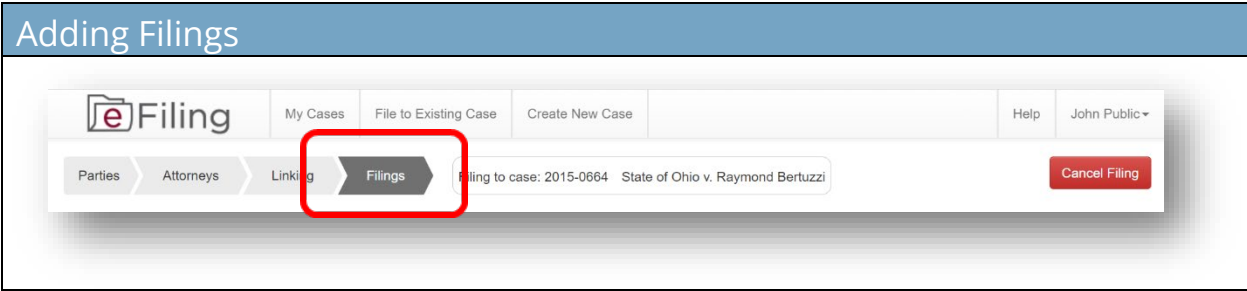 Adding Filings
eFiling My Cases File to Existing Case Create New Case Help John Public
Parties Attorneys Linking Filings Filing to case: 2015-0664 State of Ohio v. Raymond Bertuzzi Cancel Filing